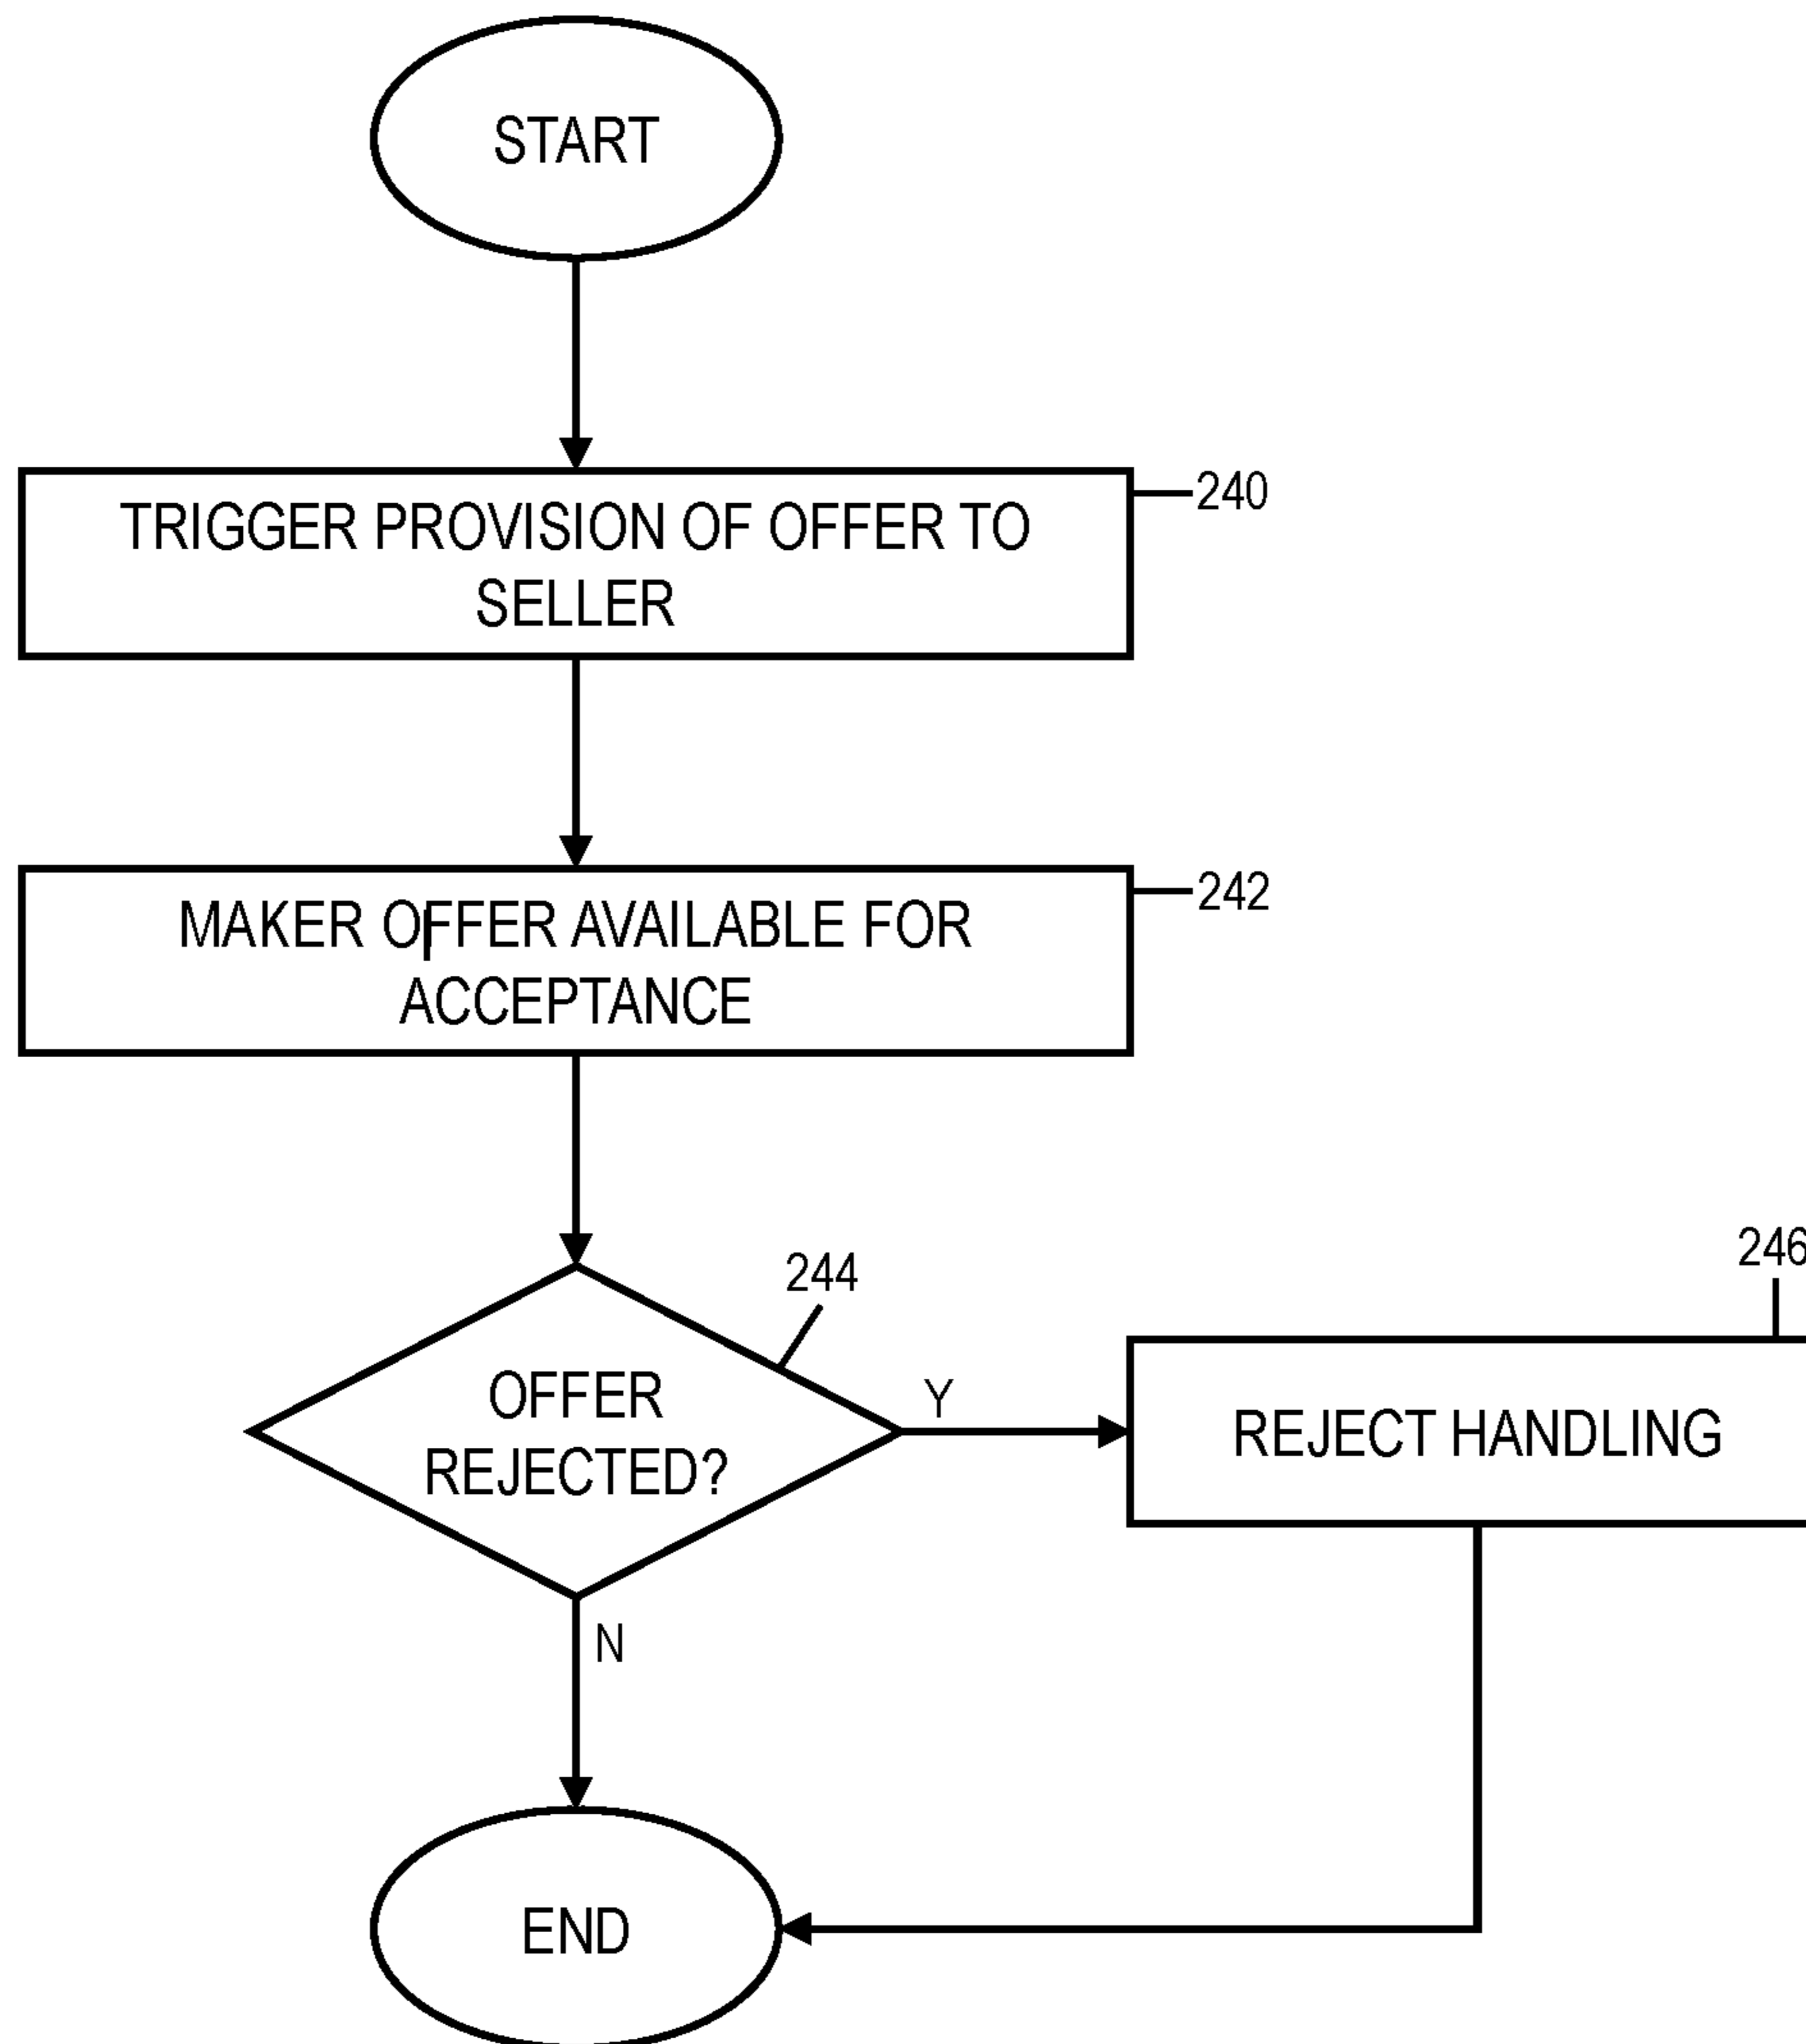 START
TRIGGER PROVISION OF OFFER TO
SELLER
240
MAKER OFFER AVAILABLE FOR
ACCEPTANCE
242
244
246
OFFER
REJECTED?
Y
REJECT HANDLING
N
END